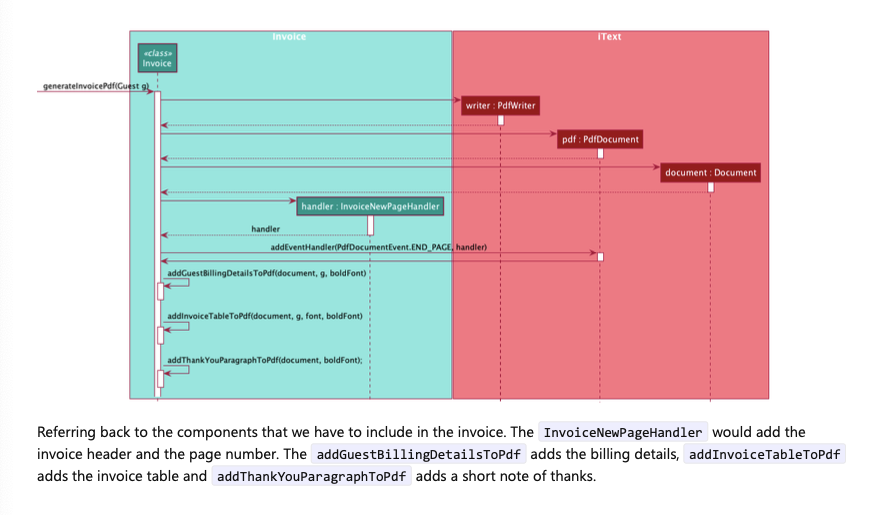 Invoice
iText
«class»
Invoice
generateInvoicePdf(Guest g)
writer : PdfWriter
pdf : PdfDocument
document : Document
handler : InvoiceNewPageHandler
handler
addEventHandler(PdfDocumentEvent.END_PAGE, handler)
addGuestBillingDetailsToPdf(document, g, boldFont)
addInvoiceTableToPdf(document, g, font, boldFont)
addThankYouParagraphToPdf(document, boldFont);
Referring back to the components that we have to include in the invoice. The InvoiceNewPageHandler would add the
invoice header and the page number. The addGuestBillingDetailsToPdf adds the billing details, addInvoiceTableToPdf
adds the invoice table and addThankYouParagraphToPdf adds a short note of thanks.